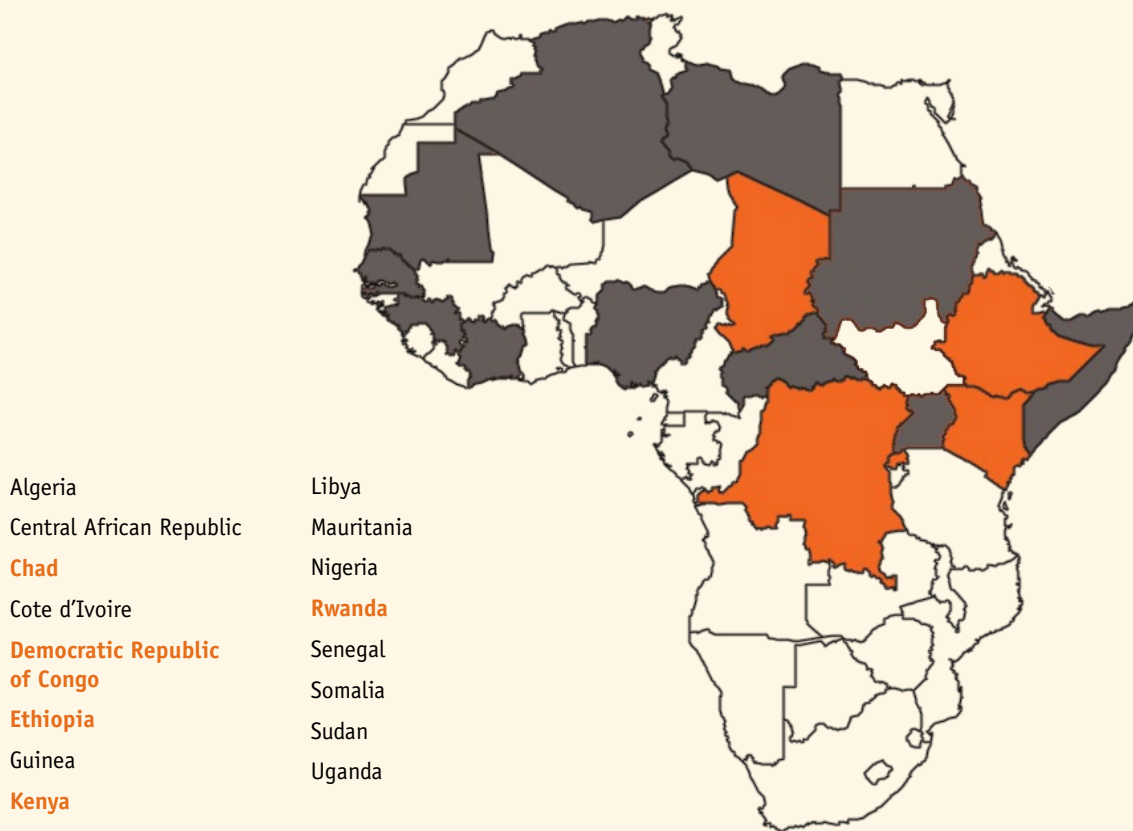 Algeria
Central African Republic
Chad
Cote d’Ivoire
Democratic Republic
of Congo
Ethiopia
Guinea
Kenya
Libya
Mauritania
Nigeria
Rwanda
Senegal
Somalia
Sudan
Uganda